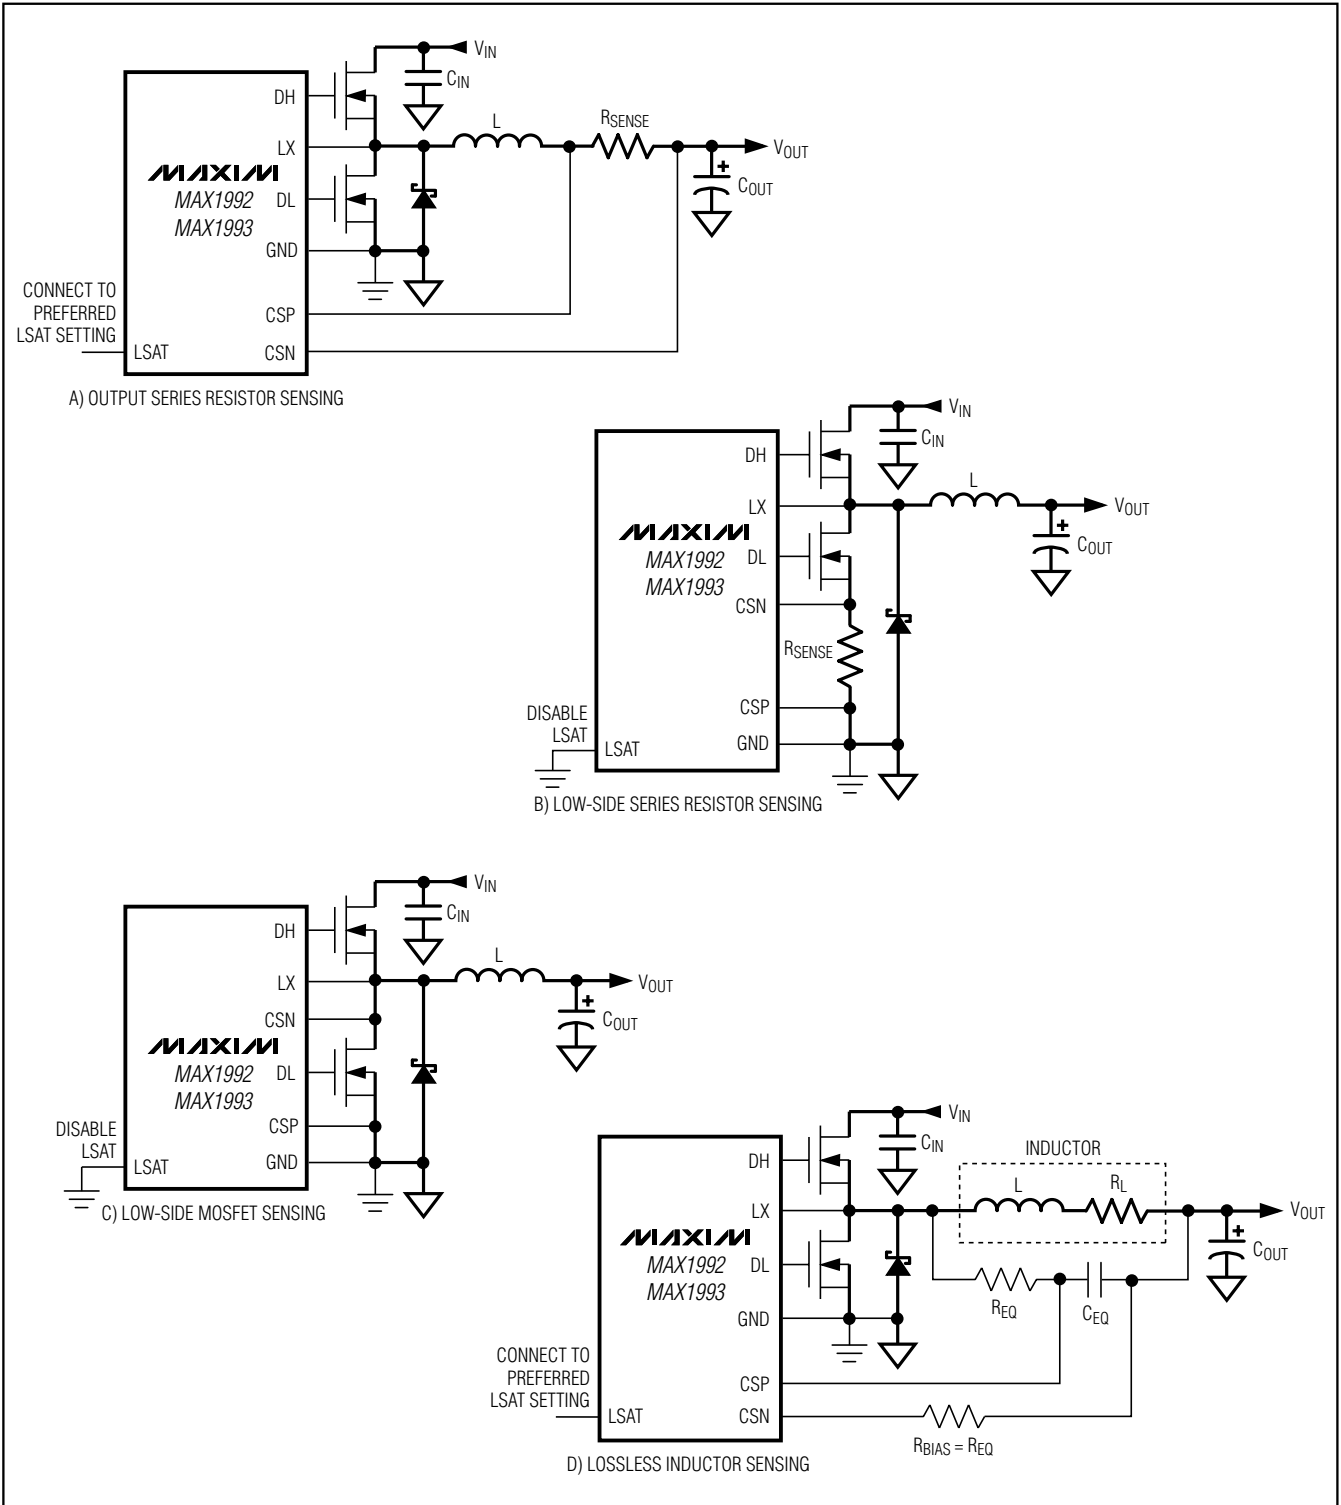 VIN
CIN
DH
L
RSENSE
LX
VOUT
MAXIM
MAX1992
MAX1993
DL
+
COUT
GND
CONNECT TO
PREFERRED
LSAT SETTING
CSP
LSAT
CSN
A) OUTPUT SERIES RESISTOR SENSING
VIN
CIN
DH
L
LX
VOUT
MAXIM
MAX1992
MAX1993
DL
+
COUT
CSN
RSENSE
CSP
DISABLE
LSAT
LSAT
GND
B) LOW-SIDE SERIES RESISTOR SENSING
VIN
CIN
DH
L
LX
VOUT
CSN
+
COUT
MAXIM
MAX1992
MAX1993
DL
CSP
DISABLE
LSAT
LSAT
GND
C) LOW-SIDE MOSFET SENSING
VIN
CIN
INDUCTOR
DH
L
RL
LX
VOUT
MAXIM
MAX1992
MAX1993
DL
+
COUT
REQ
CEQ
GND
CONNECT TO
PREFERRED
LSAT SETTING
CSP
LSAT
CSN
RBIAS = REQ
D) LOSSLESS INDUCTOR SENSING